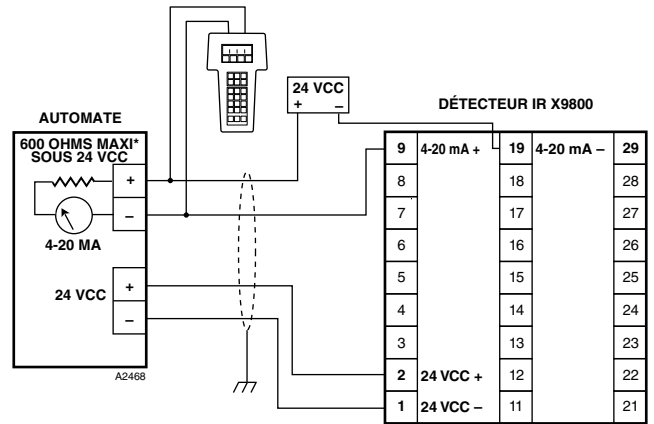 24 VCC
+ –
DÉTECTEUR IR X9800
AUTOMATE
600 OHMS MAXI*
SOUS 24 VCC
+
–
4-20 MA
24 VCC
+
–
A2468
9 4-20 mA + 19 4-20 mA – 29
8 18 28
7 17 27
6 16 26
5 15 25
4 14 24
3 13 23
2 24 VCC + 12 22
1 24 VCC – 11 21